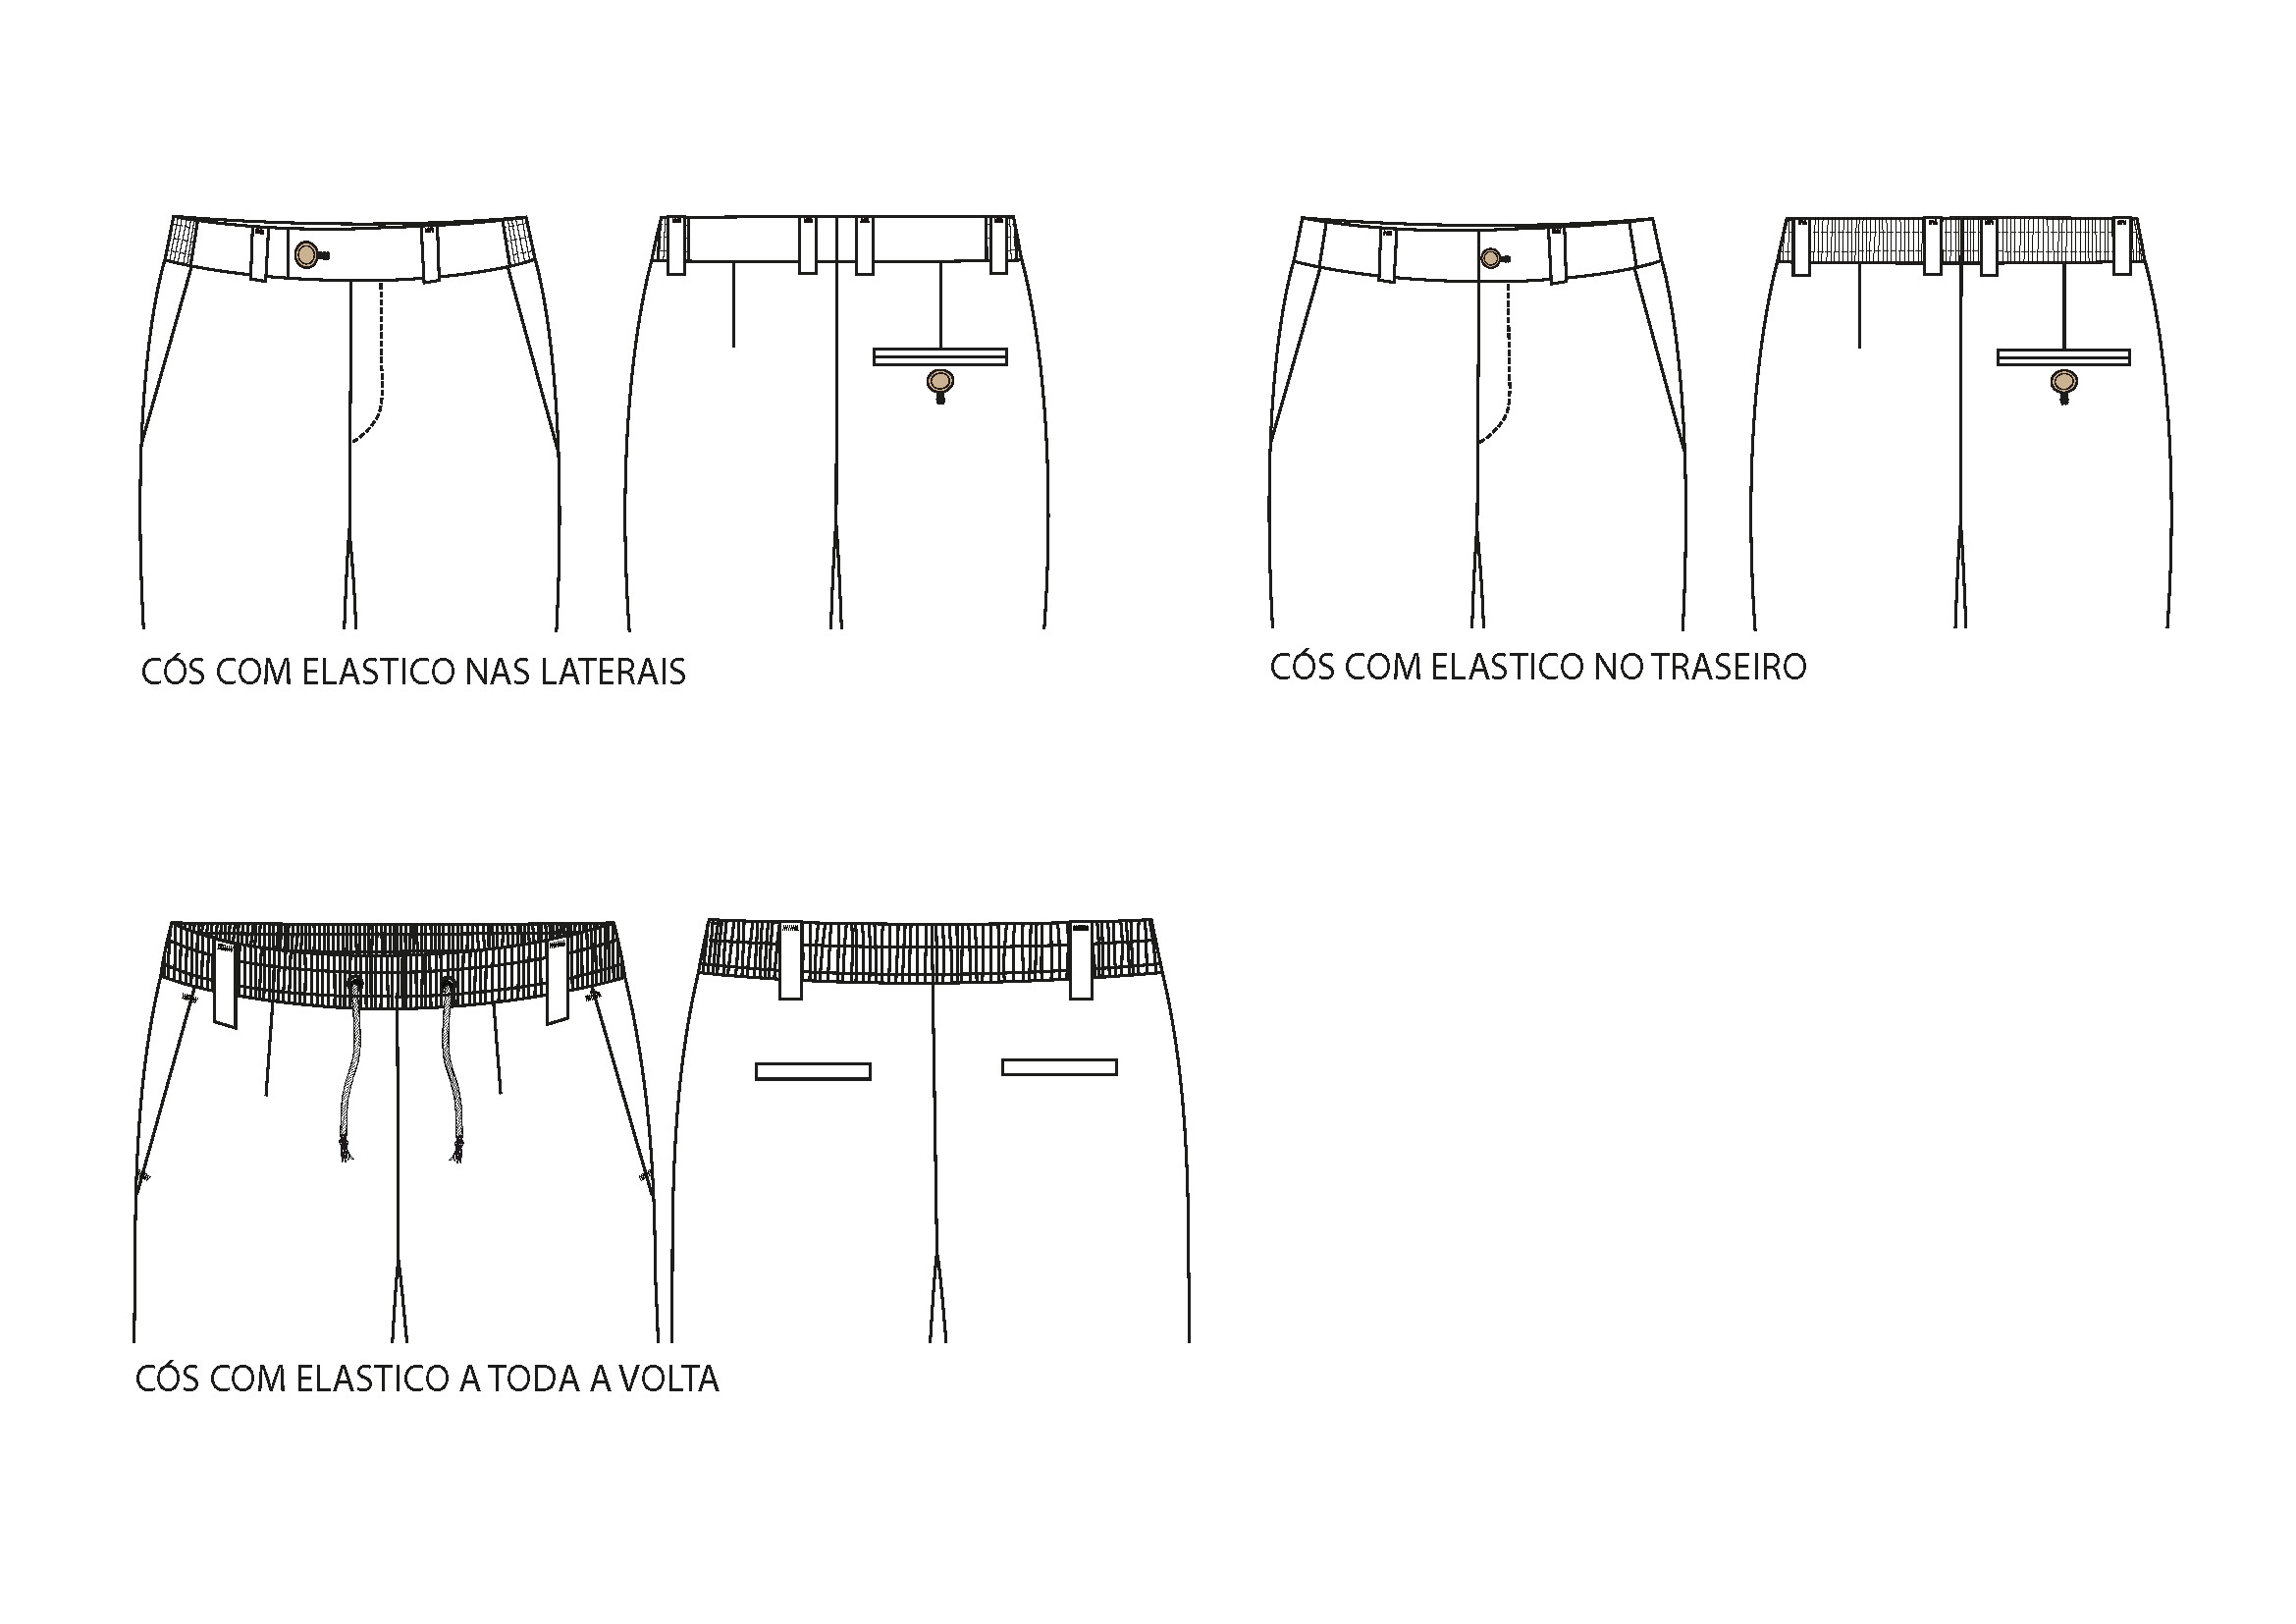 CÓS COM ELASTICO NAS LATERAIS
CÓS COM ELASTICO NO TRASEIRO
CÓS COM ELASTICO A TODA A VOLTA